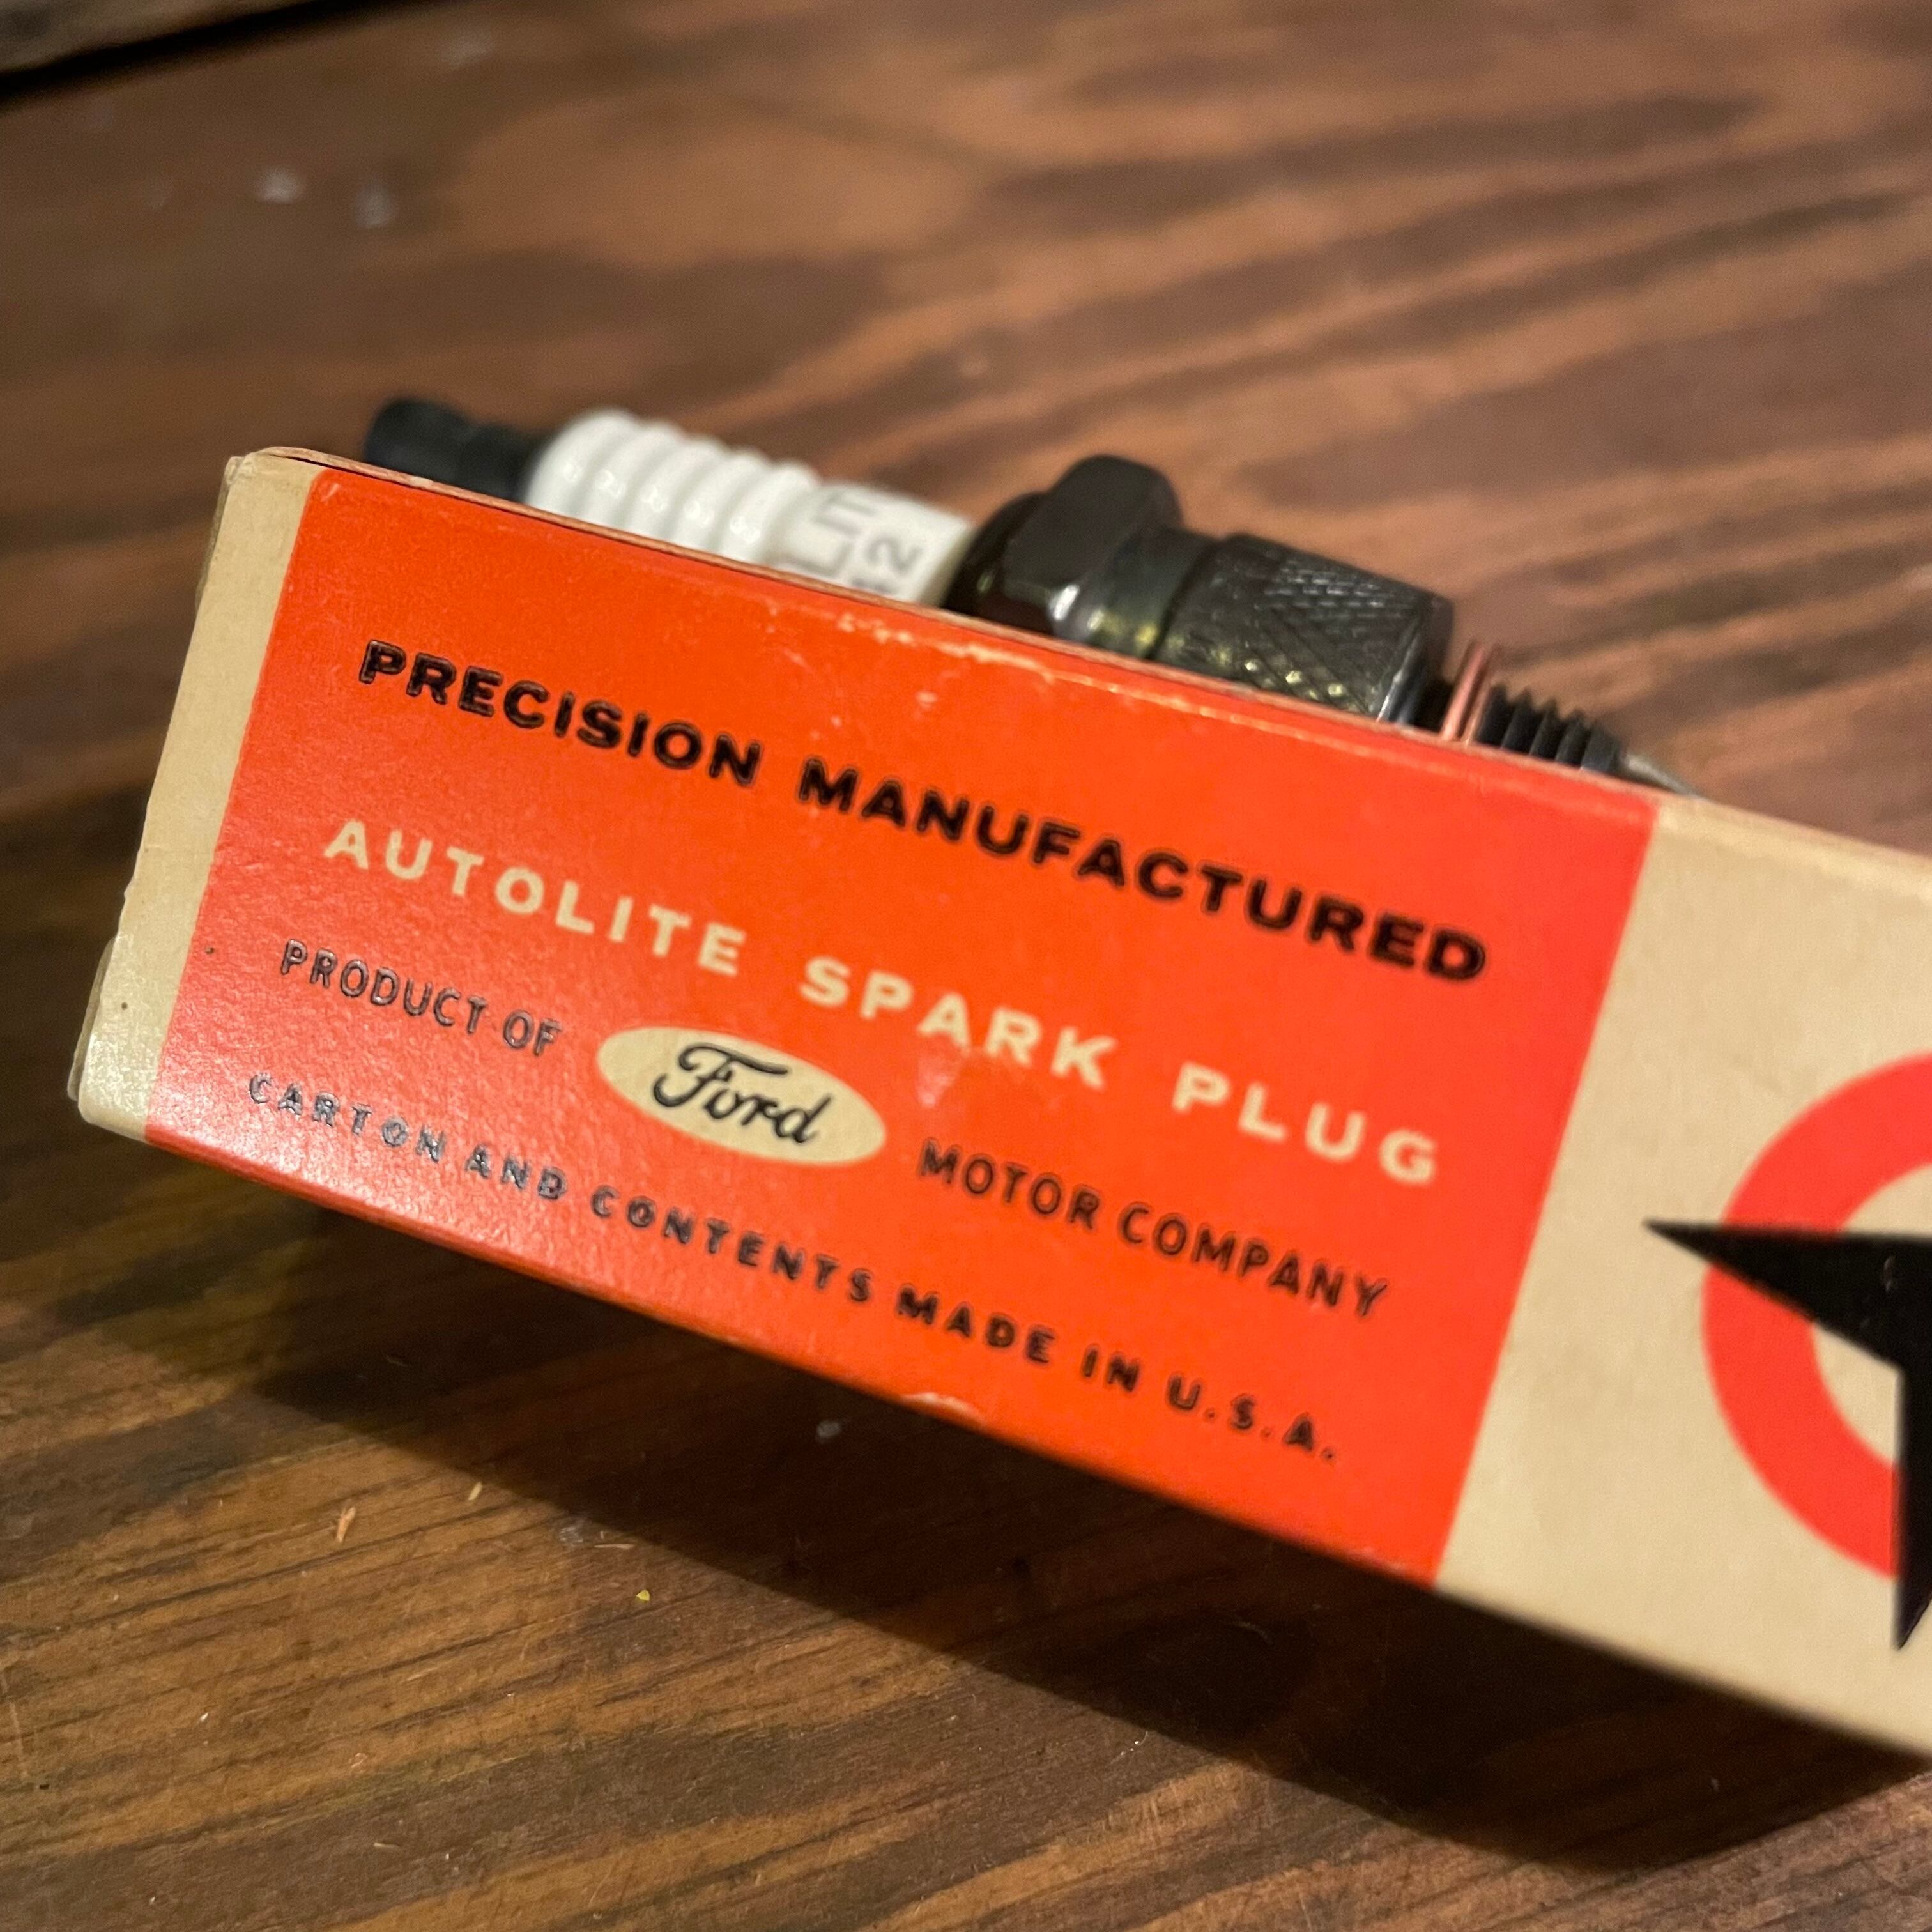 PRECISION MANUFACTURED
AUTOLITE SPARK PLUG
PRODUCT OF Ford MOTOR COMPANY
CARTON AND CONTENTS MADE IN U.S.A.